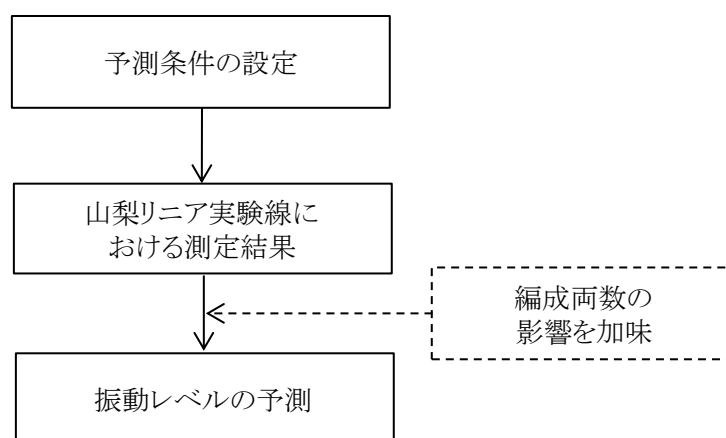 予測条件の設定
山梨リニア実験線に
おける測定結果
編成両数の
影響を加味
振動レベルの予測